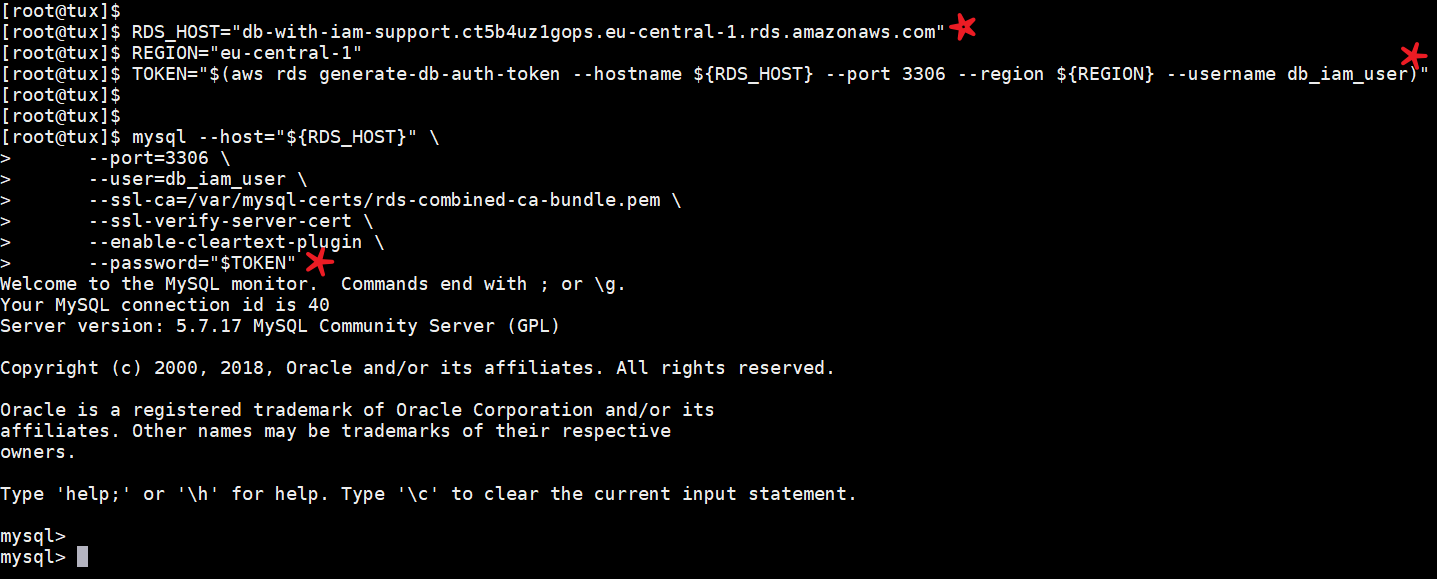 [root@tux]$
[root@tux]$ RDS_HOST="db-with-iam-support.ct5b4uz1gops.eu-central-1.rds.amazonaws.com"
[root@tux]$ REGION="eu-central-1"
[root@tux]$ TOKEN="$(aws rds generate-db-auth-token --hostname ${RDS_HOST} --port 3306 --region ${REGION} --username db_iam_user)"
[root@tux]$
[root@tux]$
[root@tux]$ mysql --host="${RDS_HOST}" \
>       --port=3306 \
>       --user=db_iam_user \
>       --ssl-ca=/var/mysql-certs/rds-combined-ca-bundle.pem \
>       --ssl-verify-server-cert \
>       --enable-cleartext-plugin \
>       --password="$TOKEN"
Welcome to the MySQL monitor.  Commands end with ; or \g.
Your MySQL connection id is 40
Server version: 5.7.17 MySQL Community Server (GPL)
Copyright (c) 2000, 2018, Oracle and/or its affiliates. All rights reserved.
Oracle is a registered trademark of Oracle Corporation and/or its
affiliates. Other names may be trademarks of their respective
owners.
Type 'help;' or '\h' for help. Type '\c' to clear the current input statement.
mysql>
mysql>